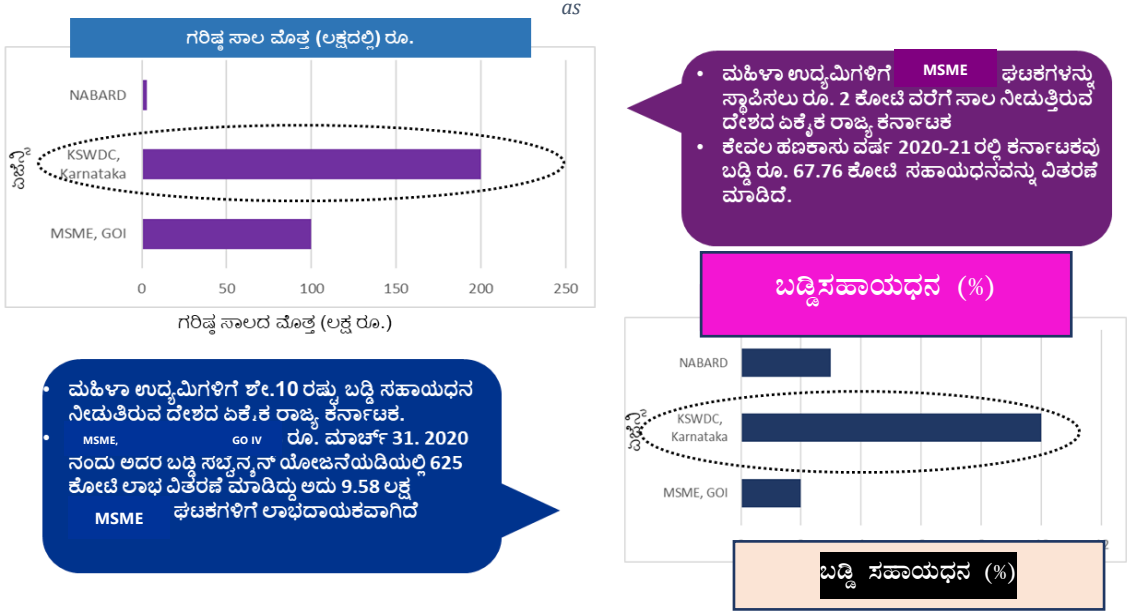 as
ಗರಿಷ್ಠ ಸಾಲ ಮೊತ್ತ (ಲಕ್ಷದಲ್ಲಿ) ರೂ.
NABARD
KSWDC,
Karnataka
MSME, GOI
ಏಜೆನ್ಸಿ
0 50 100 150 200 250
ಗರಿಷ್ಠ ಸಾಲದ ಮೊತ್ತ (ಲಕ್ಷ ರೂ.)
• ಮಹಿಳಾ ಉದ್ಯಮಿಗಳಿಗೆ MSME ಘಟಕಗಳನ್ನು
ಸ್ಥಾಪಿಸಲು ರೂ. 2 ಕೋಟಿ ವರೆಗೆ ಸಾಲ ನೀಡುತ್ತಿರುವ
ದೇಶದ ಏಕೈಕ ರಾಜ್ಯ ಕರ್ನಾಟಕ
• ಕೇವಲ ಹಣಕಾಸು ವರ್ಷ 2020-21 ರಲ್ಲಿ ಕರ್ನಾಟಕವು
ಬಡ್ಡಿ ರೂ. 67.76 ಕೋಟಿ ಸಹಾಯಧನವನ್ನು ವಿತರಣೆ
ಮಾಡಿದೆ.
• ಮಹಿಳಾ ಉದ್ಯಮಿಗಳಿಗೆ ಶೇ.10 ರಷ್ಟು ಬಡ್ಡಿ ಸಹಾಯಧನ
ನೀಡುತಿರುವ ದೇಶದ ಏಕೈಕ ರಾಜ್ಯ ಕರ್ನಾಟಕ.
• MSME, GO IV ರೂ. ಮಾರ್ಚ್ 31. 2020
ನಂದು ಅದರ ಬಡ್ಡಿ ಸಬ್ವೆನ್ಶನ್ ಯೋಜನೆಯಡಿಯಲ್ಲಿ 625
ಕೋಟಿ ಲಾಭ ವಿತರಣೆ ಮಾಡಿದ್ದು ಅದು 9.58 ಲಕ್ಷ
MSME ಘಟಕಗಳಿಗೆ ಲಾಭದಾಯಕವಾಗಿದೆ
ಬಡ್ಡಿಸಹಾಯಧನ (%)
NABARD
KSWDC,
Karnataka
MSME, GOI
ಏಜೆನ್ಸಿ
ಬಡ್ಡಿ ಸಹಾಯಧನ (%)